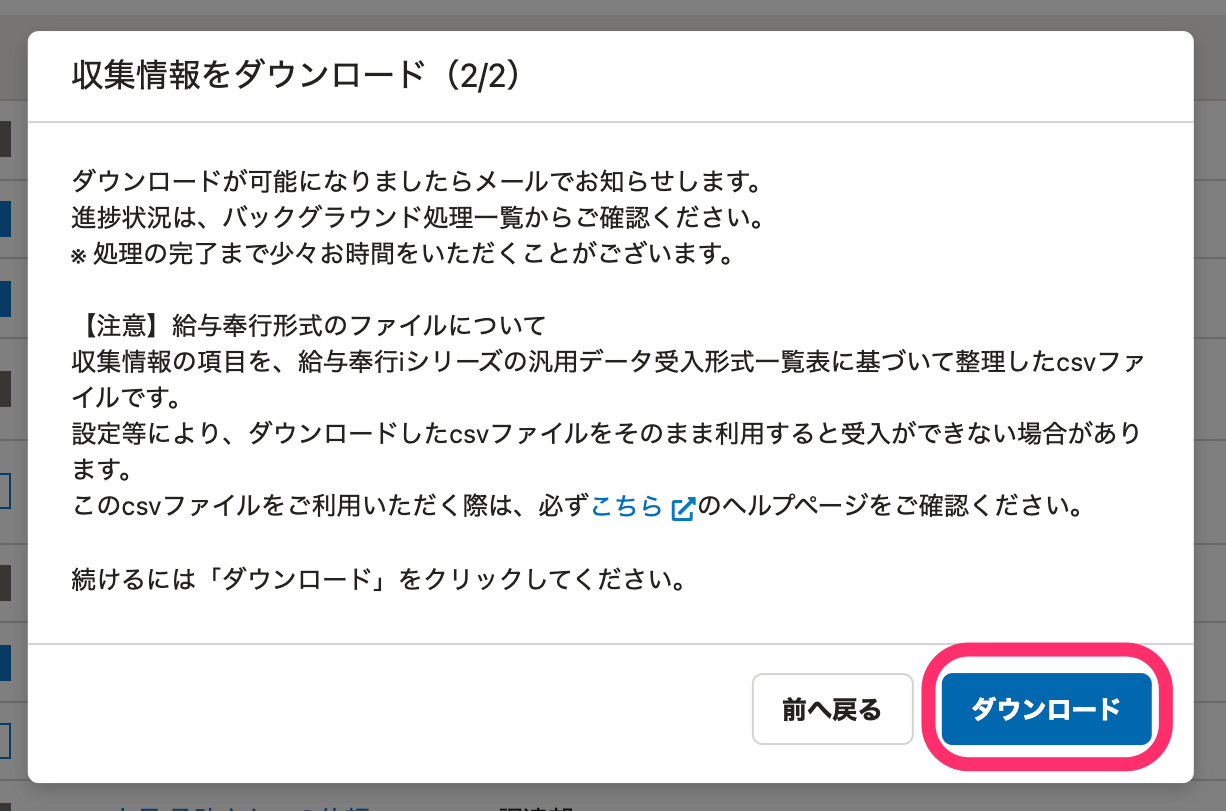 収集情報をダウンロード（2/2）
ダウンロードが可能になりましたらメールでお知らせします。
進捗状況は、バックグラウンド処理一覧からご確認ください。
※ 処理の完了まで少々お時間をいただくことがございます。
【注意】給与奉行形式のファイルについて
収集情報の項目を、給与奉行iシリーズの汎用データ受入形式一覧表に基づいて整理したcsvファ
イルです。
設定等により、ダウンロードしたcsvファイルをそのまま利用すると受入ができない場合があり
ます。
このcsvファイルをご利用いただく際は、必ずこちら のヘルプページをご確認ください。
続けるには「ダウンロード」をクリックしてください。
前へ戻る
ダウンロード